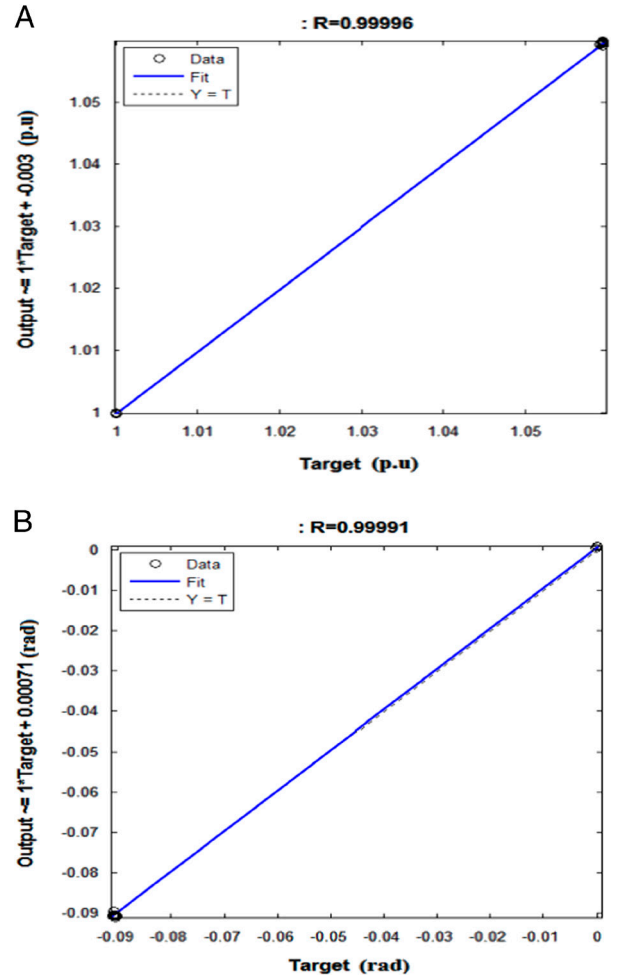 A
: R=0.99996
Data
Fit
Y = T
Output ~= 1*Target + -0.003 (p.u)
1.05
1.04
1.03
1.02
1.01
1
1 1.01 1.02 1.03 1.04 1.05
Target (p.u)
B
: R=0.99991
Data
Fit
Y = T
Output ~= 1*Target + 0.00071 (rad)
0
-0.01
-0.02
-0.03
-0.04
-0.05
-0.06
-0.07
-0.08
-0.09
-0.09 -0.08 -0.07 -0.06 -0.05 -0.04 -0.03 -0.02 -0.01 0
Target (rad)